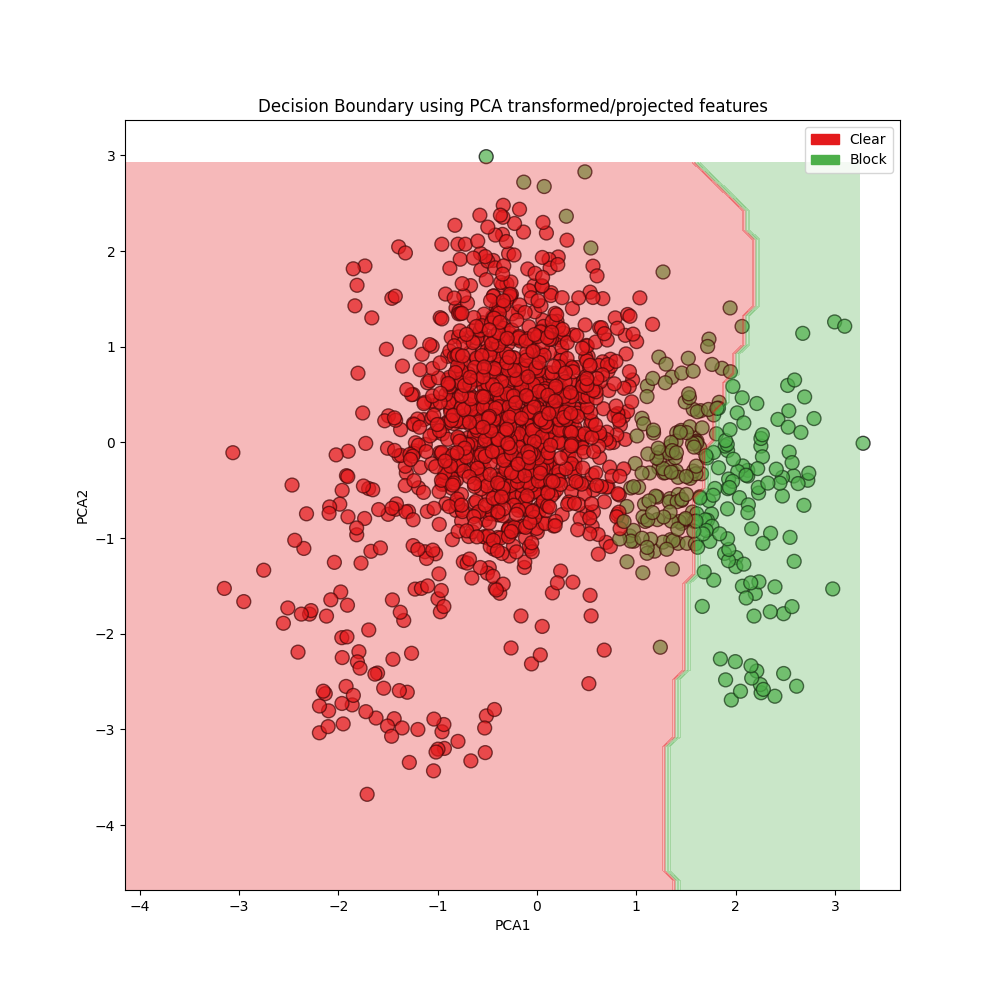 Decision Boundary using PCA transformed/projected features
Clear
Block
3
2
1
0
−1
−2
−3
−4
PCA2
−4 −3 −2 −1 0 1 2 3
PCA1